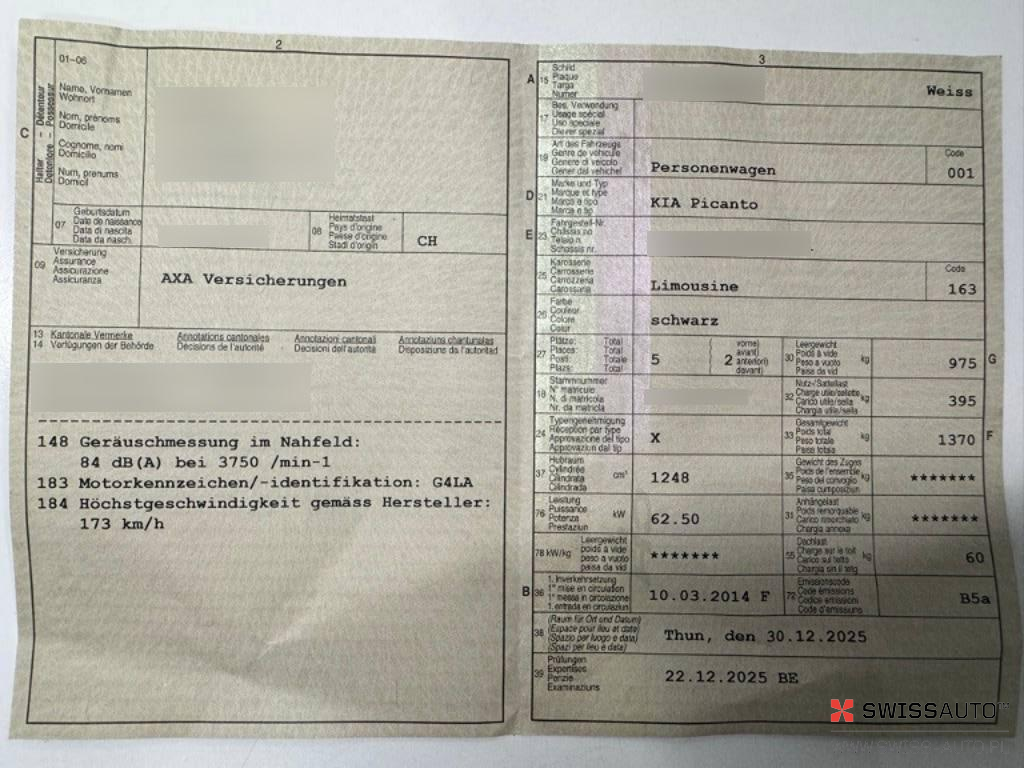 2
01-06
C
Halter - Détenteur
Detentore - Possessur
Name, Vornamen
Wohnort
Nom, prénoms
Domicile
Cognome, nomi
Domicilio
Num, prenums
Domicil
07
Geburtsdatum
Date de naissance
Data di nascita
Data da nasch.
08
Heimatstaat
Pays d'origine
Paese d'origine
Stadi d'origin
CH
09
Versicherung
Assurance
Assicurazione
Assicuranza
AXA Versicherungen
13 Kantonale Vermerke Annotations cantonales Annotazioni cantonali Annotaziuns chantunalas
14 Verfügungen der Behörde Décisions de l'autorité Decisioni dell'autorità Disposiziuns da l'autoritad
148 Geräuschmessung im Nahfeld:
84 dB(A) bei 3750 /min-1
183 Motorkennzeichen/-identifikation: G4LA
184 Höchstgeschwindigkeit gemäss Hersteller:
173 km/h
3
A 15
Schild
Plaque
Targa
Numer
Weiss
17
Bes. Verwendung
Usage spécial
Uso speciale
Diever spezial
19
Art des Fahrzeugs
Genre de véhicule
Genere di veicolo
Gener dal vehichel
Personenwagen
Code
001
D 21
Marke und Typ
Marque et type
Marca e tipo
Marca e tip
KIA Picanto
E 23
Fahrgestell-Nr.
Châssis no
Telaio n.
Schassis nr.
25
Karosserie
Carrosserie
Carrozzeria
Carossaria
Limousine
Code
163
26
Farbe
Couleur
Colore
Colur
schwarz
27
Plätze: Total
Places: Total
Posti: Totale
Plazs: Total
5
2
vorne)
avant)
anteriori)
davant)
30
Leergewicht
Poids à vide
Peso a vuoto
Paisa da vid
kg
975
G
18
Stammnummer
N° matricule
N. di matricola
Nr. da matricla
32
Nutz-/Sattellast
Charge utile/sellette
Carico utile/sella
Chargia utila/sella
kg
395
24
Typengenehmigung
Réception par type
Approvazione del tipo
Approvaziun dal tip
X
33
Gesamtgewicht
Poids total
Peso totale
Paisa totala
kg
1370
F
37
Hubraum
Cylindrée
Cilindrata
Cilindrada
cm³
1248
35
Gewicht des Zuges
Poids de l'ensemble
Peso del convoglio
Paisa cumposiziun
kg
*******
76
Leistung
Puissance
Potenza
Prestaziun
kW
62.50
31
Anhängelast
Poids remorquable
Carico rimorchiato
Chargia annexa
kg
*******
78 kW/kg
Leergewicht
poids à vide
peso a vuoto
paisa da vid
*******
55
Dachlast
Charge sur le toit
Carico sul tetto
Chargia sin il tetg
kg
60
B 36
1. Inverkehrsetzung
1re mise en circulation
1a messa in circolazione
1. entrada en circulaziun
10.03.2014 F
72
Emissionscode
Code émissions
Codice emissioni
Code d'emissiuns
B5a
38
(Raum für Ort und Datum)
(Espace pour lieu et date)
(Spazio per luogo e data)
(Spazi per lieu e data)
Thun, den 30.12.2025
39
Prüfungen
Expertises
Perizie
Examinaziuns
22.12.2025 BE
SWISSAUTO